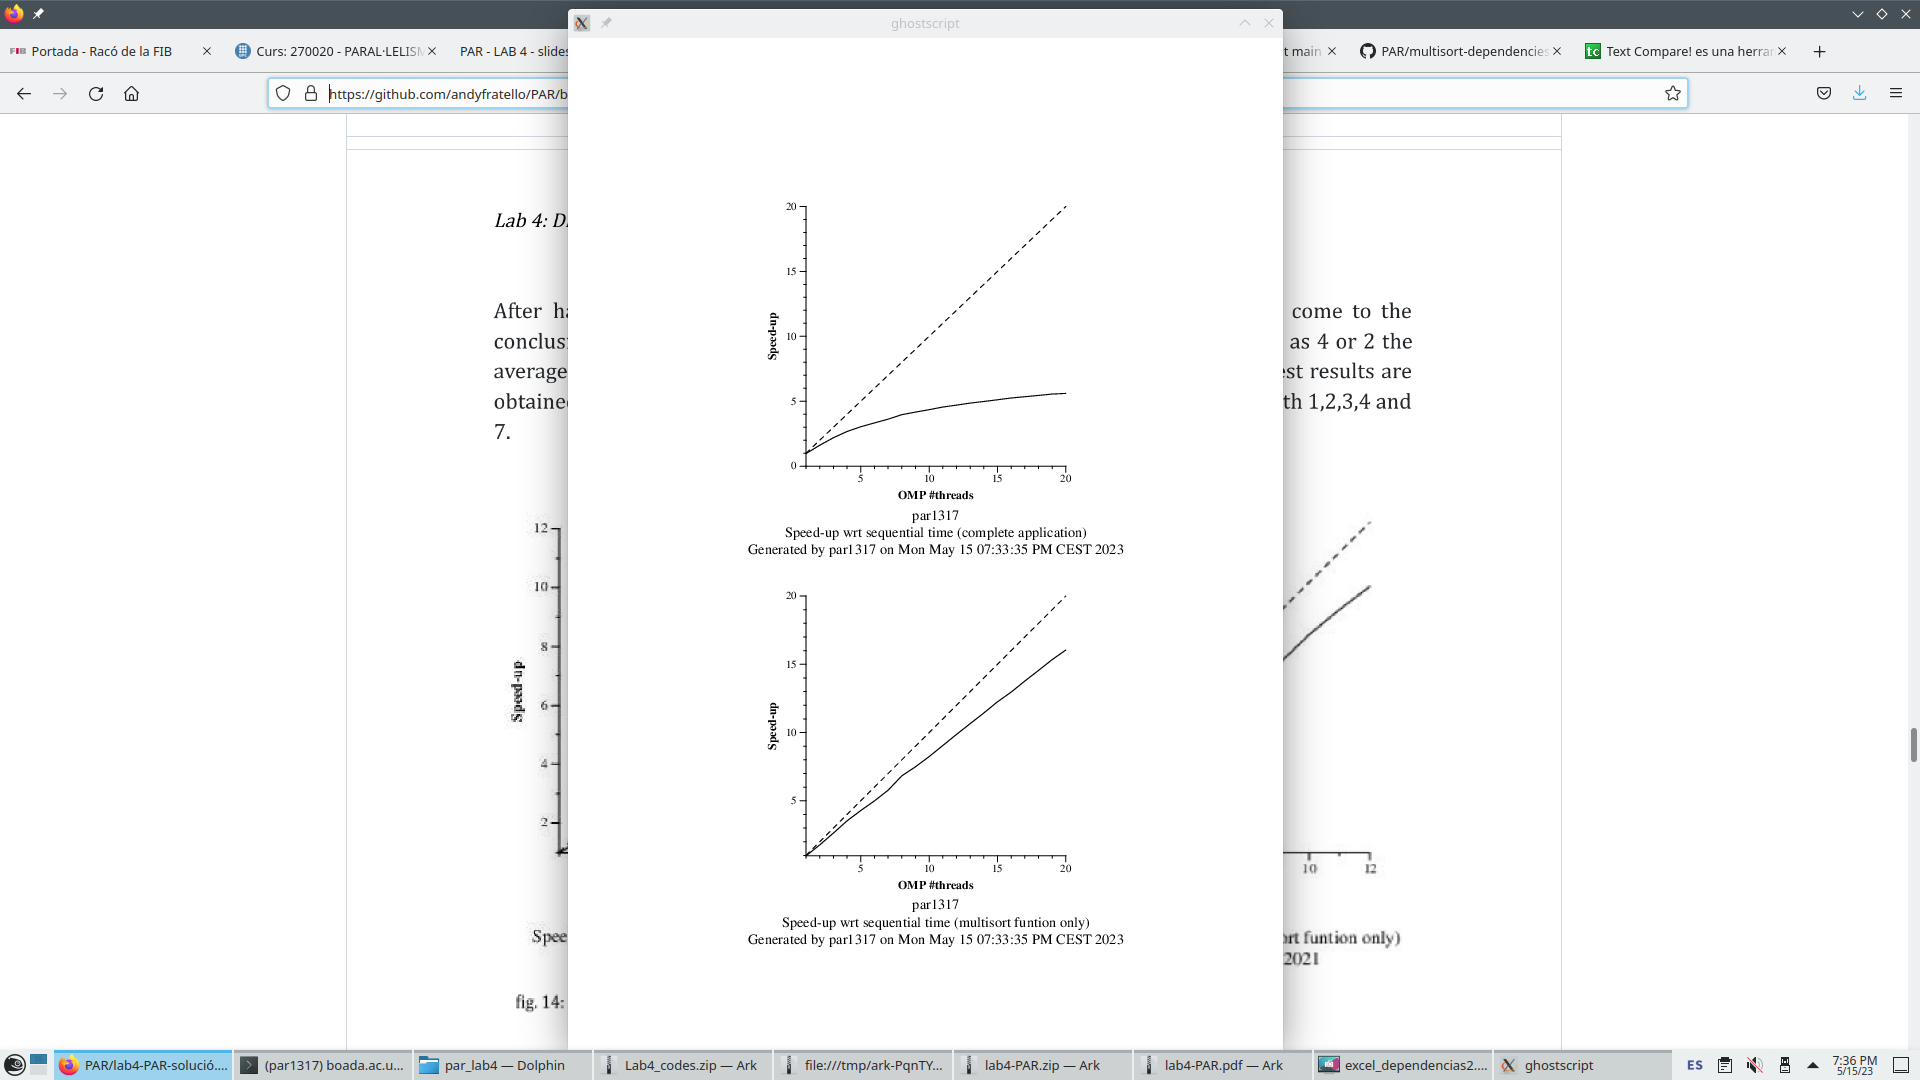 ghostscript
Portada - Racó de la FIB
Curs: 270020 - PARAL·LELISM
PAR - LAB 4 - slides
t main
PAR/multisort-dependencies
tc
Text Compare! es una herrar
https://github.com/andyfratello/PAR/b
Lab 4: D
After ha
come to the
conclus
as 4 or 2 the
average
est results are
obtaine
th 1,2,3,4 and
7.
20
15
10
5
0
Speed-up
5 10 15 20
OMP #threads
par1317
Speed-up wrt sequential time (complete application)
Generated by par1317 on Mon May 15 07:33:35 PM CEST 2023
20
15
10
5
Speed-up
5 10 15 20
OMP #threads
par1317
Speed-up wrt sequential time (multisort funtion only)
Generated by par1317 on Mon May 15 07:33:35 PM CEST 2023
12
10
8
6
4
2
Speed-up
10 12
Spee
ort funtion only)
2021
fig. 14:
PAR/lab4-PAR-solució....
(par1317) boada.ac.u...
par_lab4 — Dolphin
Lab4_codes.zip — Ark
file:///tmp/ark-PqnTY...
lab4-PAR.zip — Ark
lab4-PAR.pdf — Ark
excel_dependencias2....
ghostscript
ES
7:36 PM
5/15/23